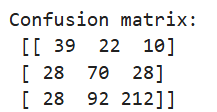 Confusion matrix:
[[ 39 22 10]
[ 28 70 28]
[ 28 92 212]]